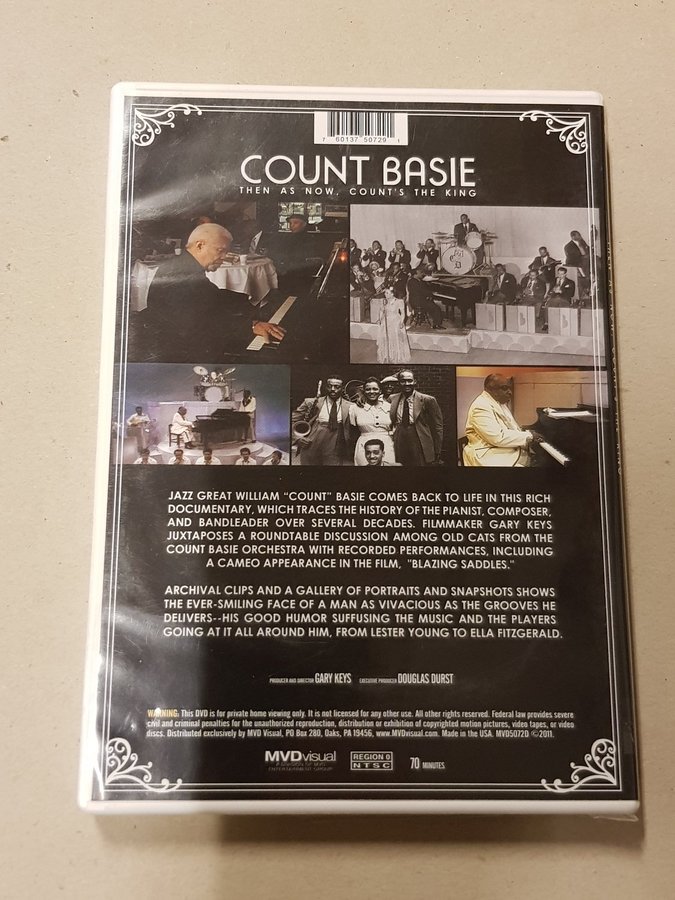 7 60137 50729 1
COUNT BASIE
THEN AS NOW, COUNT'S THE KING
JAZZ GREAT WILLIAM "COUNT" BASIE COMES BACK TO LIFE IN THIS RICH
DOCUMENTARY, WHICH TRACES THE HISTORY OF THE PIANIST, COMPOSER,
AND BANDLEADER OVER SEVERAL DECADES. FILMMAKER GARY KEYS
JUXTAPOSES A ROUNDTABLE DISCUSSION AMONG OLD CATS FROM THE
COUNT BASIE ORCHESTRA WITH RECORDED PERFORMANCES, INCLUDING
A CAMEO APPEARANCE IN THE FILM, "BLAZING SADDLES."
ARCHIVAL CLIPS AND A GALLERY OF PORTRAITS AND SNAPSHOTS SHOWS
THE EVER-SMILING FACE OF A MAN AS VIVACIOUS AS THE GROOVES HE
DELIVERS--HIS GOOD HUMOR SUFFUSING THE MUSIC AND THE PLAYERS
GOING AT IT ALL AROUND HIM, FROM LESTER YOUNG TO ELLA FITZGERALD.
PRODUCER AND DIRECTOR GARY KEYS EXECUTIVE PRODUCER DOUGLAS DURST
WARNING: This DVD is for private home viewing only. It is not licensed for any other use. All other rights reserved. Federal law provides severe
civil and criminal penalties for the unauthorized reproduction, distribution or exhibition of copyrighted motion pictures, video tapes, or video
discs. Distributed exclusively by MVD Visual, PO Box 280, Oaks, PA 19456, www.MVDvisual.com. Made in the USA. MVD5072D ©2011.
MVDvisual
A DIVISION OF MVD
ENTERTAINMENT GROUP
REGION 0
NTSC
70 MINUTES